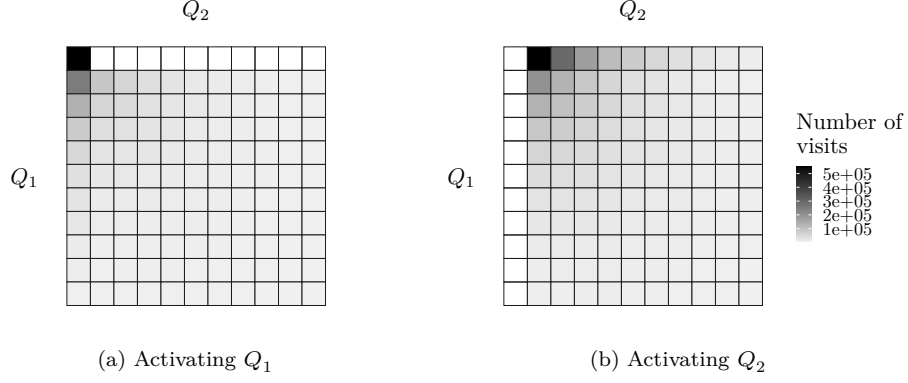 Q₂
Q₂
Q₁
Q₁
Number of
visits
5e+05
4e+05
3e+05
2e+05
1e+05
(a) Activating Q₁
(b) Activating Q₂